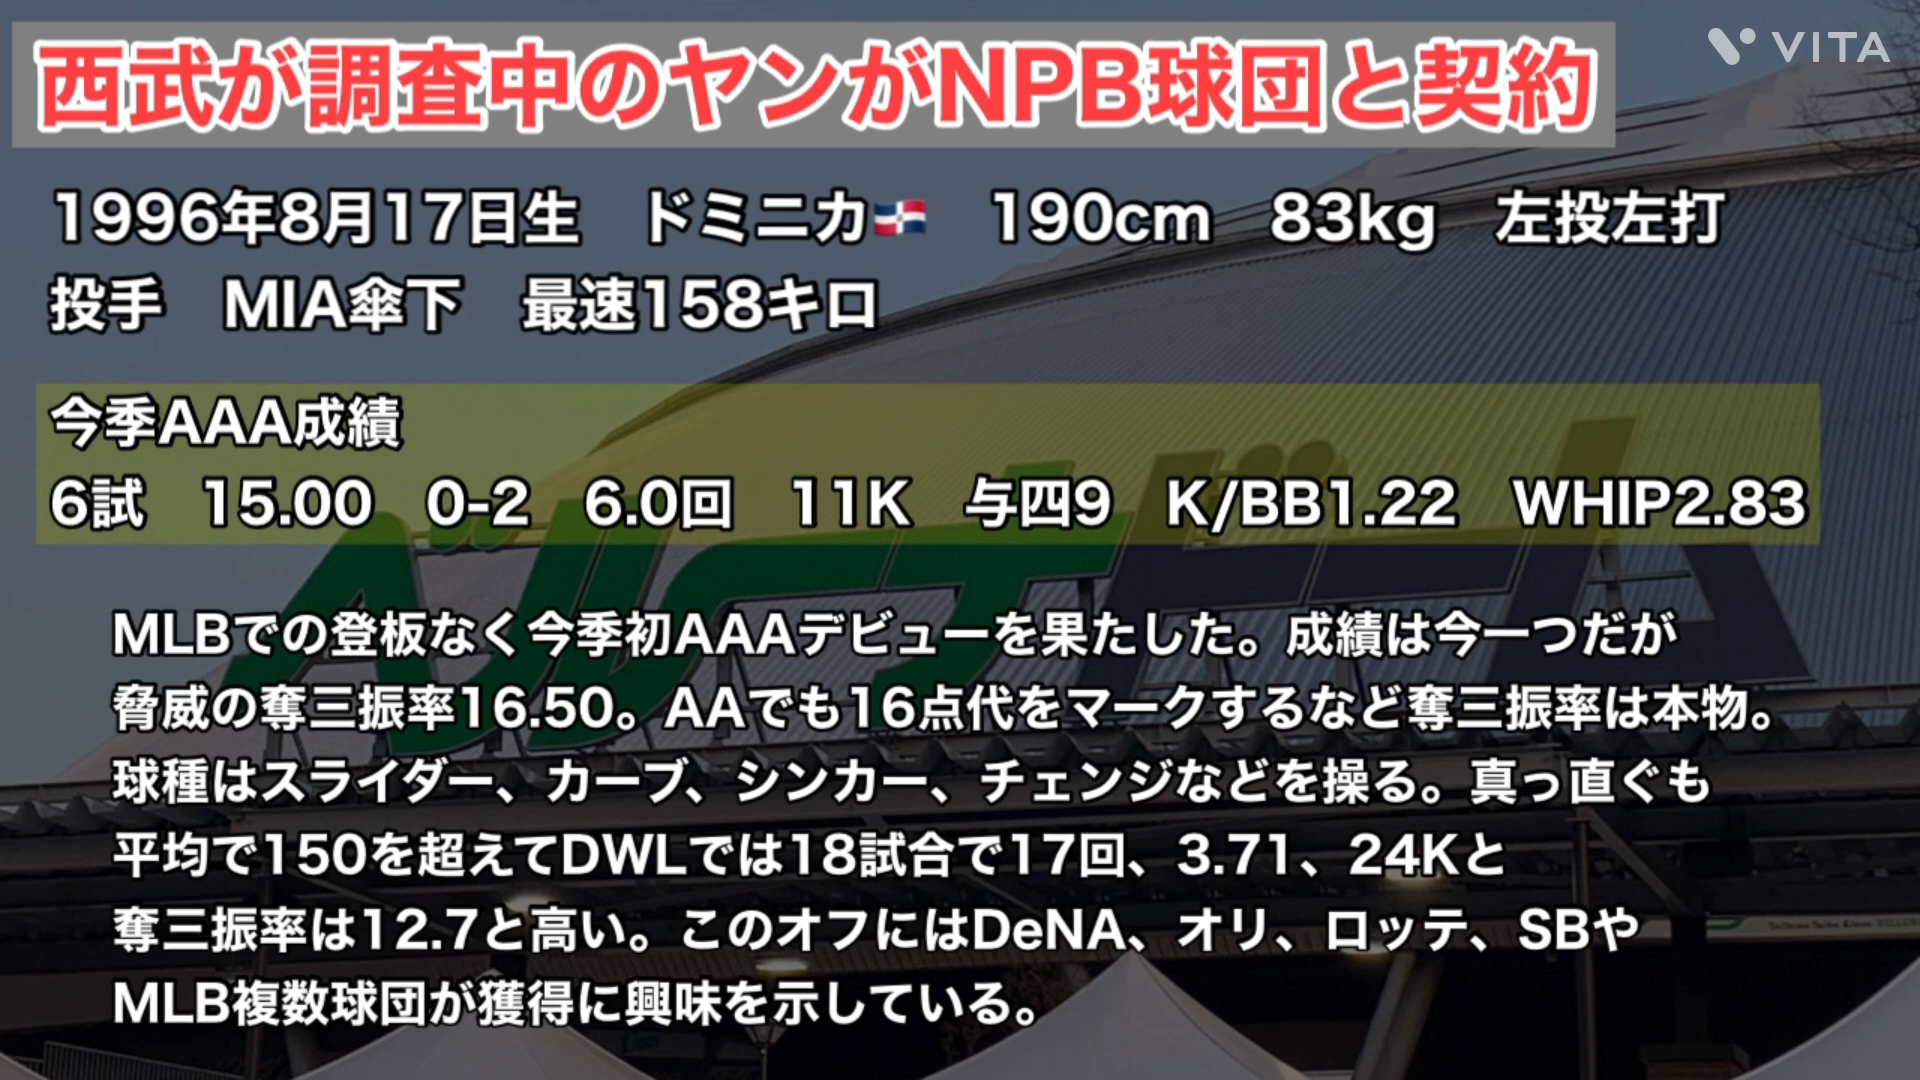 西武が調査中のヤンがNPB球団と契約
VITA
1996年8月17日生　ドミニカ🇩🇴　190cm　83kg　左投左打
投手　MIA傘下　最速158キロ
今季AAA成績
6試　15.00　0-2　6.0回　11K　与四9　K/BB1.22　WHIP2.83
ベルーナドーム
MLBでの登板なく今季初AAAデビューを果たした。成績は今一つだが
脅威の奪三振率16.50。AAでも16点代をマークするなど奪三振率は本物。
球種はスライダー、カーブ、シンカー、チェンジなどを操る。真っ直ぐも
平均で150を超えてDWLでは18試合で17回、3.71、24Kと
奪三振率は12.7と高い。このオフにはDeNA、オリ、ロッテ、SBや
MLB複数球団が獲得に興味を示している。